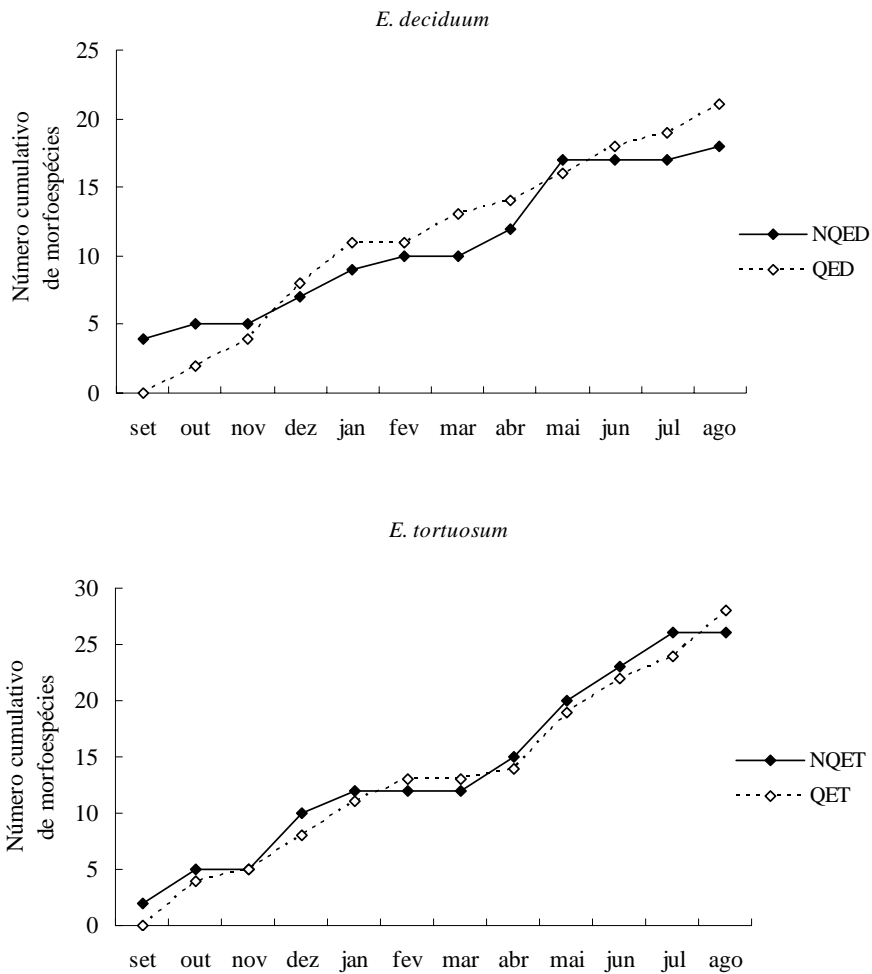 E. deciduum
25
20
15
10
5
0
Número cumulativo
de morfoespécies
set out nov dez jan fev mar abr mai jun jul ago
NQED
QED
E. tortuosum
30
25
20
15
10
5
0
Número cumulativo
de morfoespécies
set out nov dez jan fev mar abr mai jun jul ago
NQET
QET